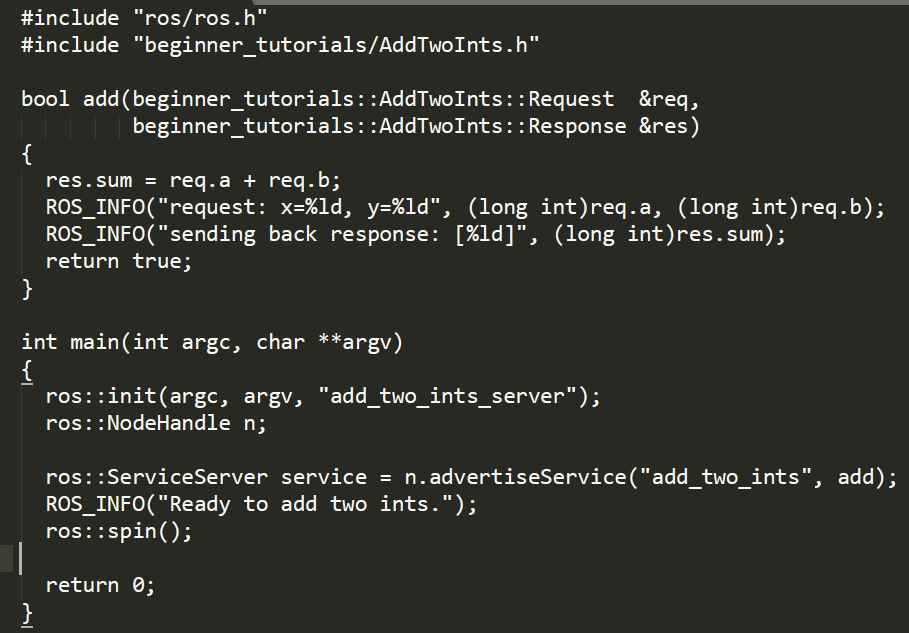 #include "ros/ros.h"
#include "beginner_tutorials/AddTwoInts.h"
bool add(beginner_tutorials::AddTwoInts::Request  &req,
         beginner_tutorials::AddTwoInts::Response &res)
{
  res.sum = req.a + req.b;
  ROS_INFO("request: x=%ld, y=%ld", (long int)req.a, (long int)req.b);
  ROS_INFO("sending back response: [%ld]", (long int)res.sum);
  return true;
}
int main(int argc, char **argv)
{
  ros::init(argc, argv, "add_two_ints_server");
  ros::NodeHandle n;
  ros::ServiceServer service = n.advertiseService("add_two_ints", add);
  ROS_INFO("Ready to add two ints.");
  ros::spin();
  return 0;
}